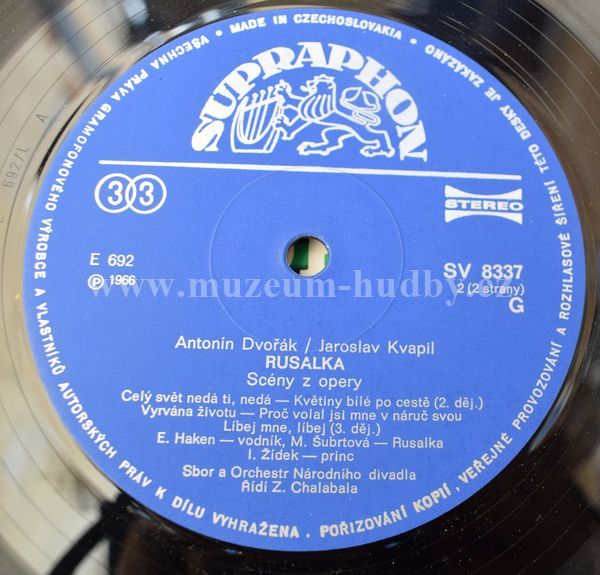 VŠECHNA PRÁVA GRAMOFONOVÉHO VÝROBCE A VLASTNÍKŮ AUTORSKÝCH PRÁV K DÍLU VYHRAŽENA . POŘIZOVÁNÍ KOPIÍ, VEŘEJNÉ PROVOZOVÁNÍ A ROZHLASOVÉ ŠÍŘENÍ TÉTO DESKY JE ZAKÁZÁNO • MADE IN CZECHOSLOVAKIA •
SUPRAPHON
33
STEREO
E 692
Ⓟ 1966
SV 8337
2 (2 strany)
G
www.muzeum-hudby.cz
Antonín Dvořák / Jaroslav Kvapil
RUSALKA
Scény z opery
Celý svět nedá ti, nedá — Květiny bílé po cestě (2. děj.)
Vyrvána životu — Proč volal jsi mne v náruč svou
Líbej mne, líbej (3. děj.)
E. Haken — vodník, M. Šubrtová — Rusalka
I. Žídek — princ
Sbor a Orchestr Národního divadla
Řídí Z. Chalabala